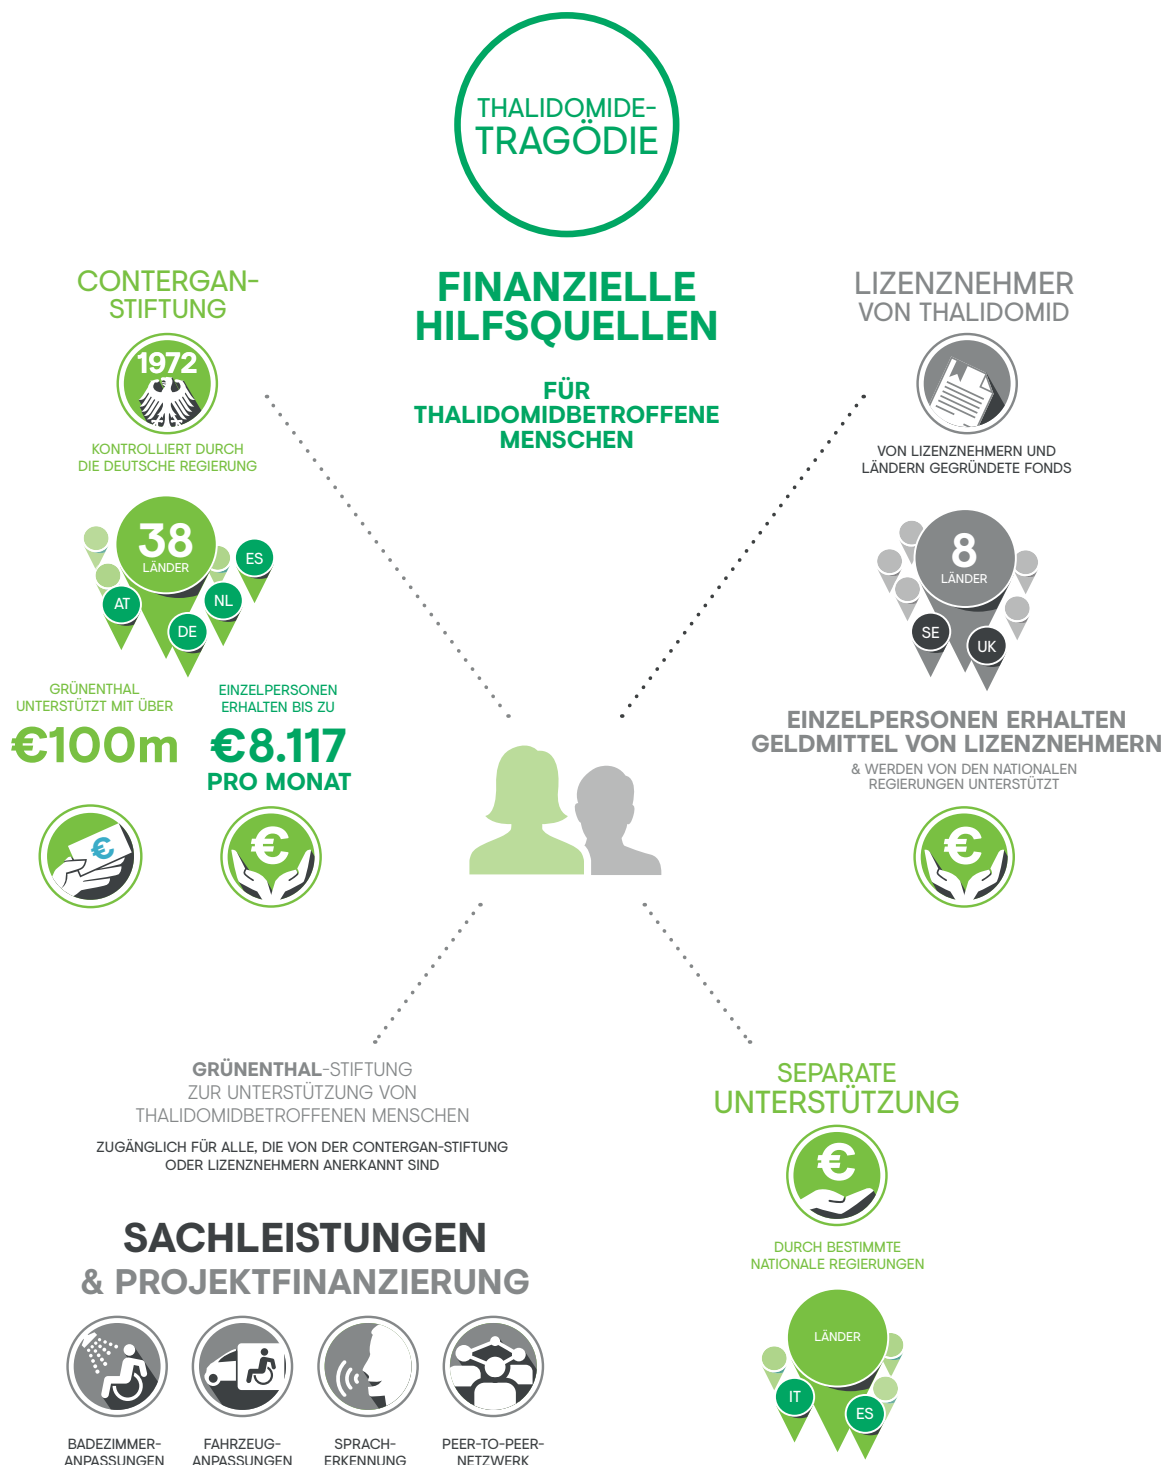 THALIDOMIDE-
TRAGÖDIE
FINANZIELLE
HILFSQUELLEN
FÜR
THALIDOMIDBETROFFENE
MENSCHEN
CONTERGAN-
STIFTUNG
1972
KONTROLLIERT DURCH
DIE DEUTSCHE REGIERUNG
38
LÄNDER
ES
AT
NL
DE
GRÜNENTHAL
UNTERSTÜTZT MIT ÜBER
€100m
EINZELPERSONEN
ERHALTEN BIS ZU
€8.117
PRO MONAT
€
€
LIZENZNEHMER
VON THALIDOMID
VON LIZENZNEHMERN UND
LÄNDERN GEGRÜNDETE FONDS
8
LÄNDER
SE
UK
EINZELPERSONEN ERHALTEN
GELDMITTEL VON LIZENZNEHMERN
& WERDEN VON DEN NATIONALEN
REGIERUNGEN UNTERSTÜTZT
€
GRÜNENTHAL-STIFTUNG
ZUR UNTERSTÜTZUNG VON
THALIDOMIDBETROFFENEN MENSCHEN
ZUGÄNGLICH FÜR ALLE, DIE VON DER CONTERGAN-STIFTUNG
ODER LIZENZNEHMERN ANERKANNT SIND
SACHLEISTUNGEN
& PROJEKTFINANZIERUNG
BADEZIMMER-
ANPASSUNGEN
FAHRZEUG-
ANPASSUNGEN
SPRACH-
ERKENNUNG
PEER-TO-PEER-
NETZWERK
SEPARATE
UNTERSTÜTZUNG
€
DURCH BESTIMMTE
NATIONALE REGIERUNGEN
LÄNDER
IT
ES